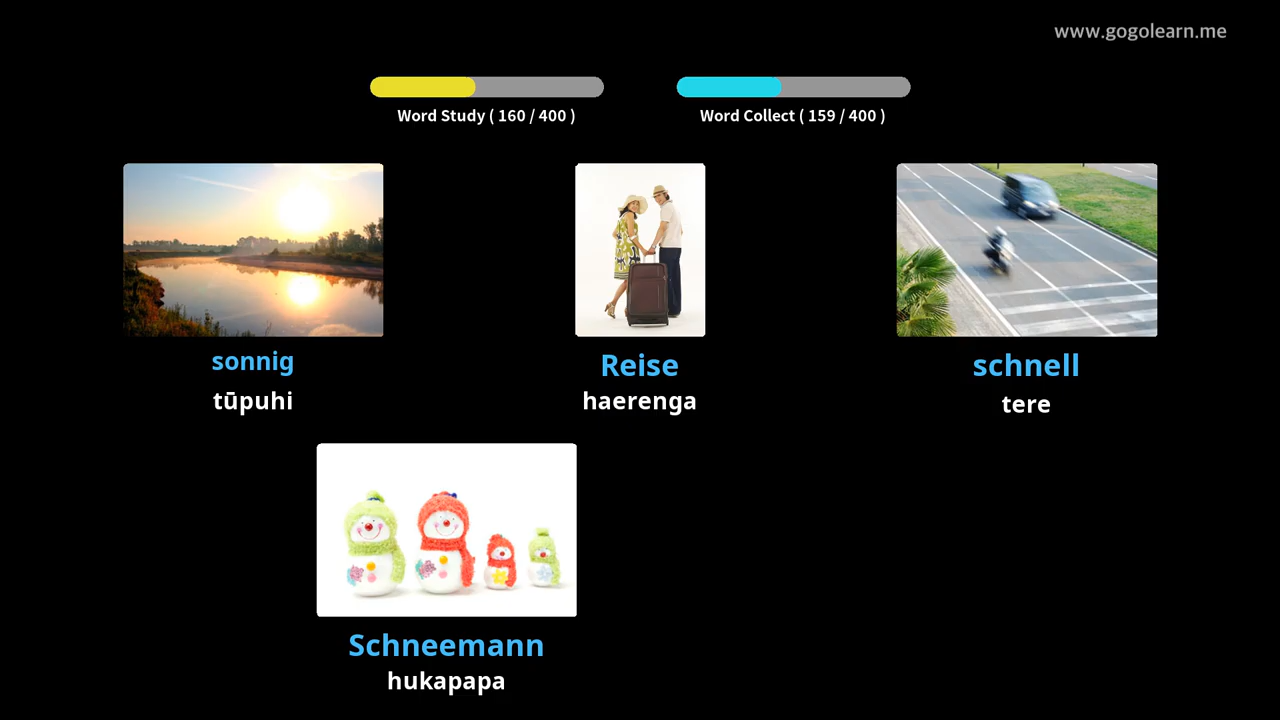 www.gogolearn.me
Word Study ( 160 / 400 )
Word Collect ( 159 / 400 )
sonnig
tūpuhi
Reise
haerenga
schnell
tere
Schneemann
hukapapa